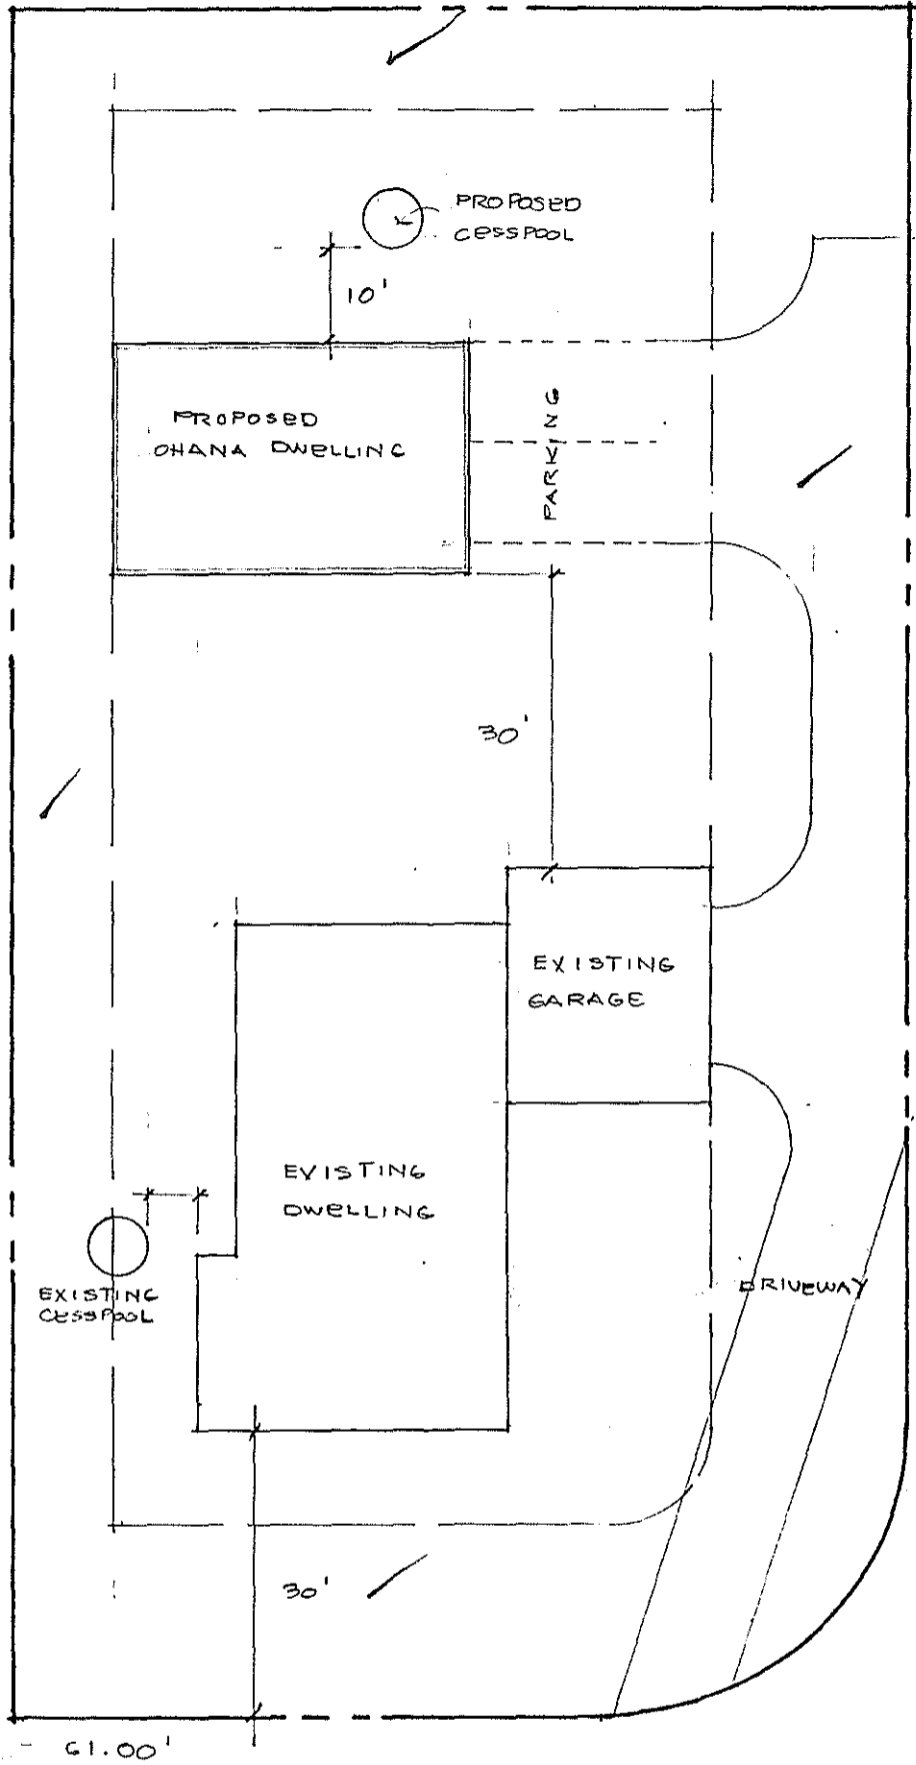 PROPOSED
CESSPOOL
10'
PROPOSED
OHANA DWELLING
PARKING
30'
EXISTING
GARAGE
EXISTING
DWELLING
EXISTING
CESSPOOL
DRIVEWAY
30'
61.00'